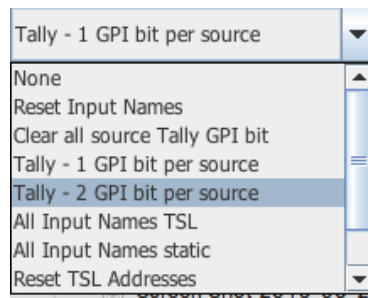 Tally - 1 GPI bit per source
None
Reset Input Names
Clear all source Tally GPI bit
Tally - 1 GPI bit per source
Tally - 2 GPI bit per source
All Input Names TSL
All Input Names static
Reset TSL Addresses